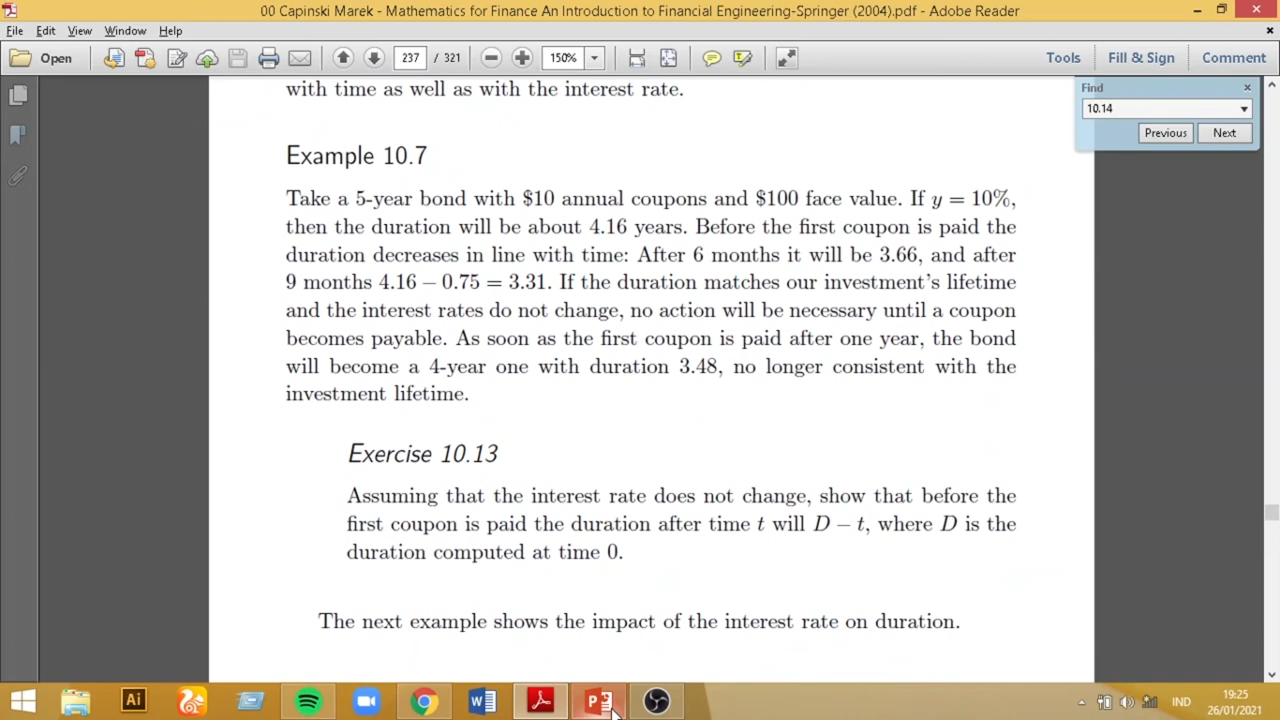 00 Capinski Marek - Mathematics for Finance An Introduction to Financial Engineering-Springer (2004).pdf - Adobe Reader
File Edit View Window Help
Open 237 / 321 150% Tools Fill & Sign Comment
Find
10.14
Previous Next
with time as well as with the interest rate.
Example 10.7
Take a 5-year bond with $10 annual coupons and $100 face value. If y = 10%,
then the duration will be about 4.16 years. Before the first coupon is paid the
duration decreases in line with time: After 6 months it will be 3.66, and after
9 months 4.16 − 0.75 = 3.31. If the duration matches our investment's lifetime
and the interest rates do not change, no action will be necessary until a coupon
becomes payable. As soon as the first coupon is paid after one year, the bond
will become a 4-year one with duration 3.48, no longer consistent with the
investment lifetime.
Exercise 10.13
Assuming that the interest rate does not change, show that before the
first coupon is paid the duration after time t will D − t, where D is the
duration computed at time 0.
The next example shows the impact of the interest rate on duration.
Ai
IND
19:25
26/01/2021